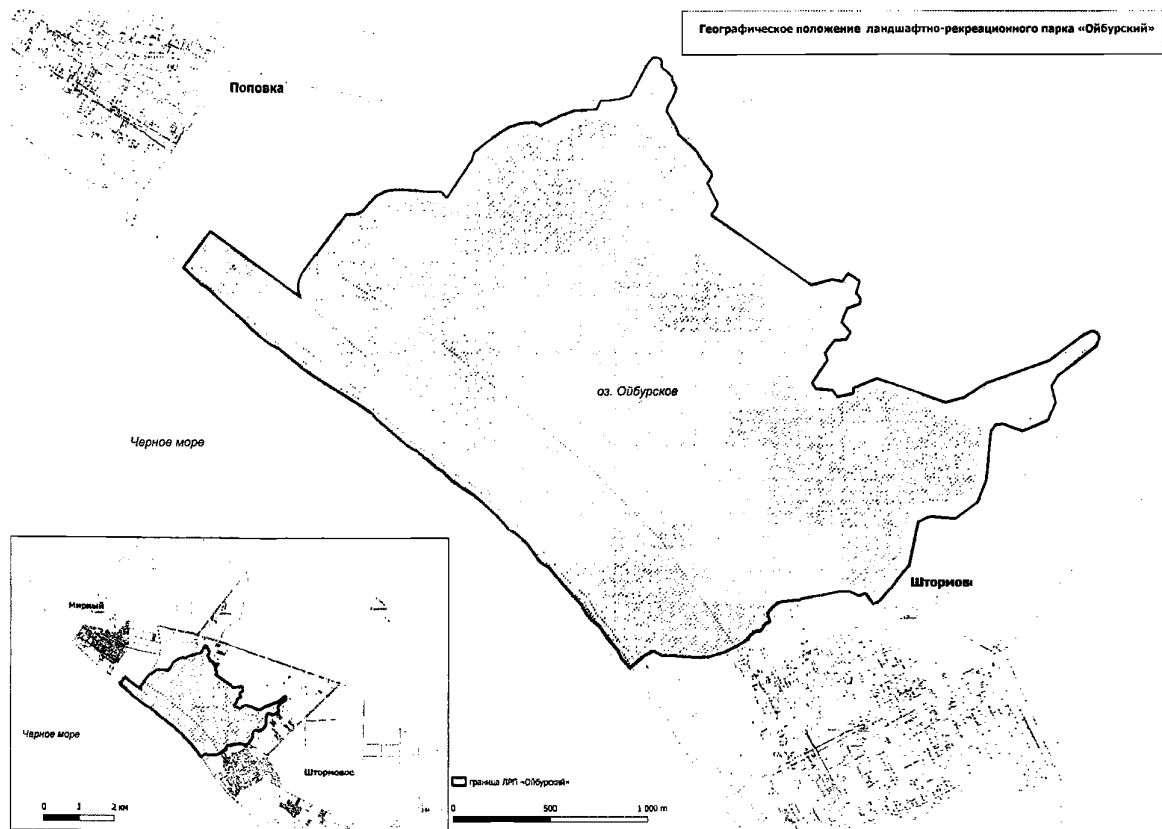 Географическое положение ландшафтно-рекреационного парка «Ойбурский»
Поповка
оз. Ойбурское
Черное море
Штормово
Мирный
Черное море
Штормовое
0 1 2 км
граница ЛРП «Ойбурский»
0 500 1 000 m